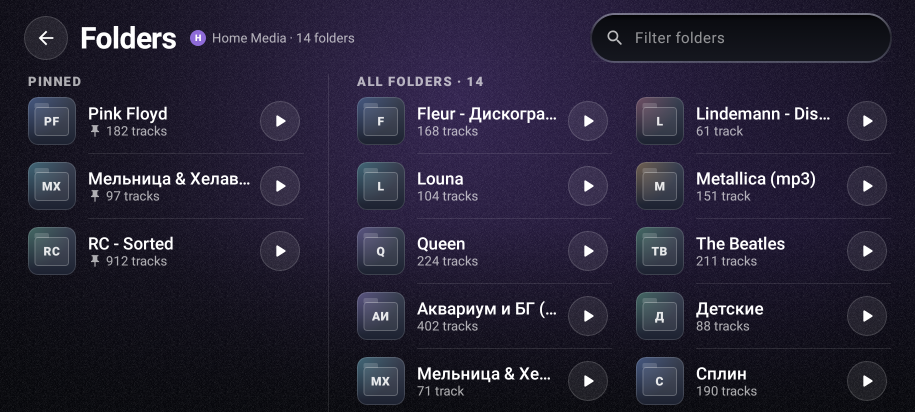 Folders
H Home Media · 14 folders
Filter folders
PINNED
PF
Pink Floyd
182 tracks
МХ
Мельница & Хелав...
97 tracks
RC
RC - Sorted
912 tracks
ALL FOLDERS · 14
F
Fleur - Дискогра...
168 tracks
L
Lindemann - Dis...
61 track
L
Louna
104 tracks
M
Metallica (mp3)
151 track
Q
Queen
224 tracks
TB
The Beatles
211 tracks
АИ
Аквариум и БГ (...
402 tracks
Д
Детские
88 tracks
МХ
Мельница & Хе...
71 track
С
Сплин
190 tracks